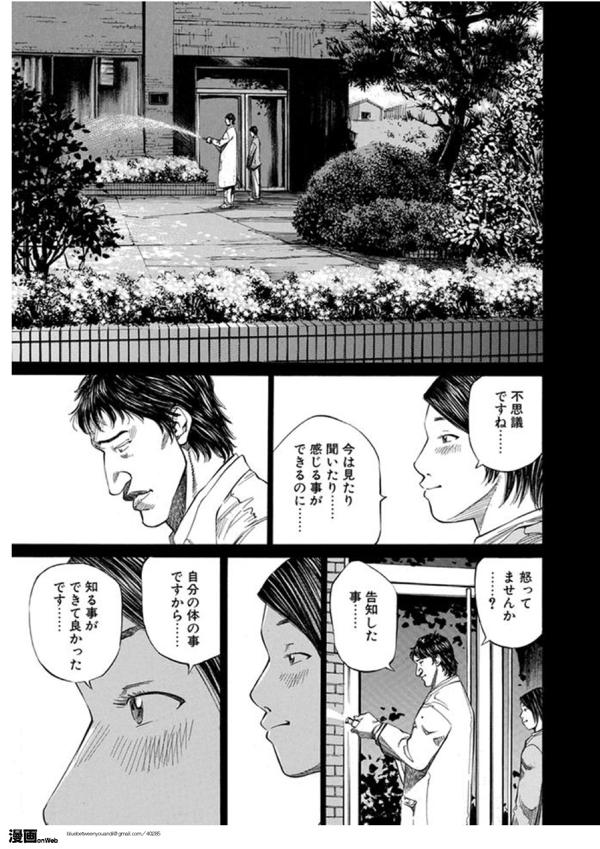 不思議
ですね……
今は見たり
聞いたり……
感じる事が
できるのに……
怒って
ませんか
……？
告知した
事……
自分の体の事
ですから……
知る事が
できて良かった
です……
漫画onWeb
bluebetweenyouandi@gmail.com/40285